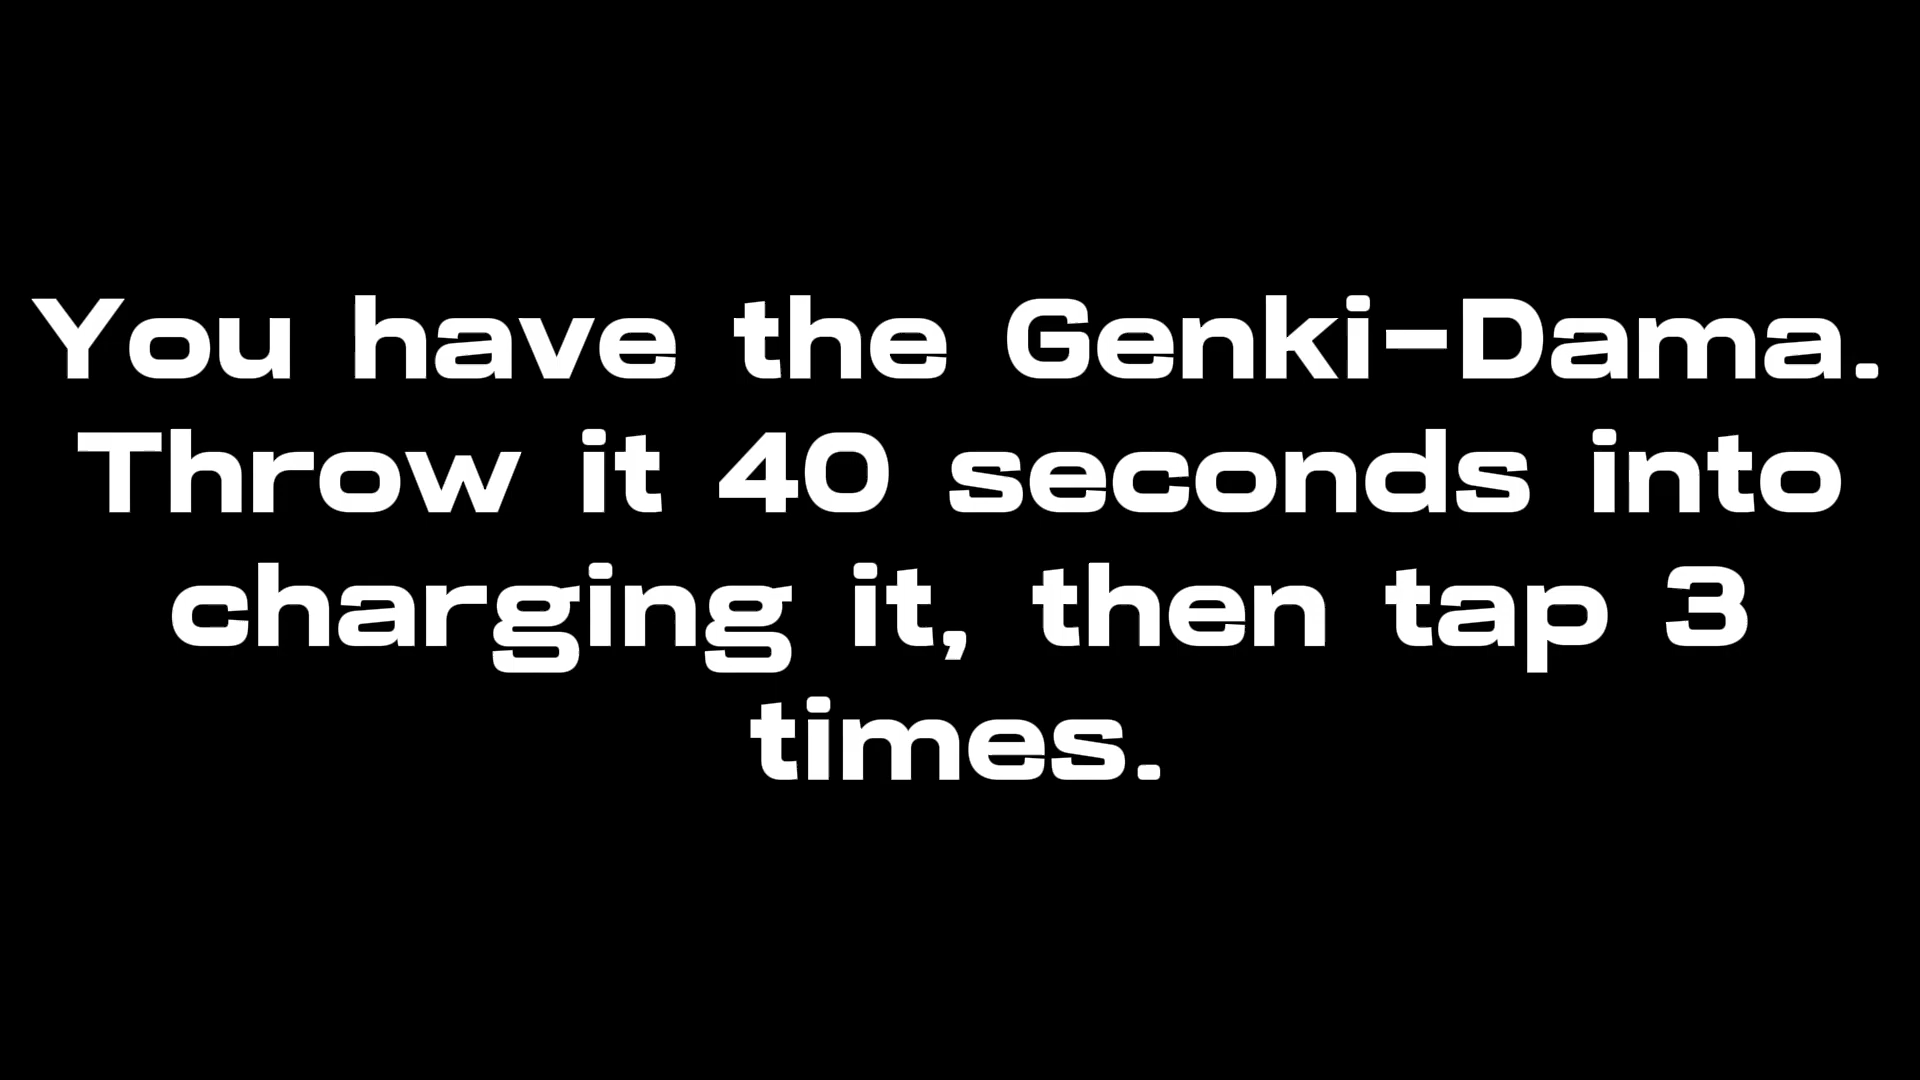 You have the Genki-Dama.
Throw it 40 seconds into
charging it, then tap 3
times.